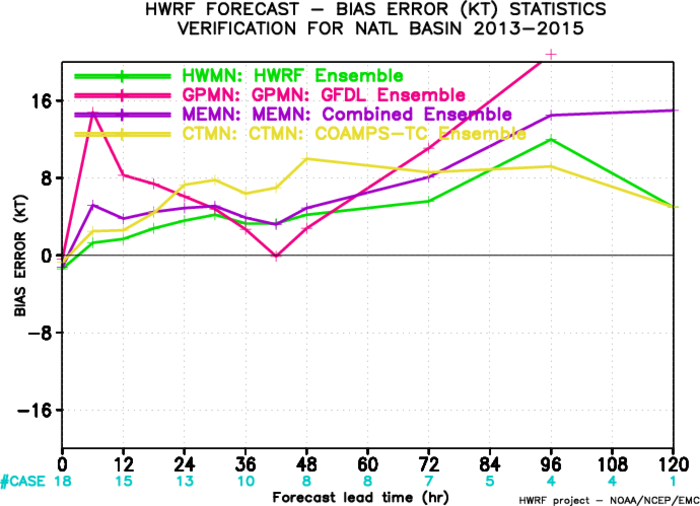 HWRF FORECAST – BIAS ERROR (KT) STATISTICS
VERIFICATION FOR NATL BASIN 2013–2015
HWMN: HWRF Ensemble
GPMN: GPMN: GFDL Ensemble
MEMN: MEMN: Combined Ensemble
CTMN: CTMN: COAMPS–TC Ensemble
BIAS ERROR (KT)
16
8
0
–8
–16
0 12 24 36 48 60 72 84 96 108 120
#CASE 18 15 13 10 8 8 7 5 4 4 1
Forecast lead time (hr)
HWRF project – NOAA/NCEP/EMC